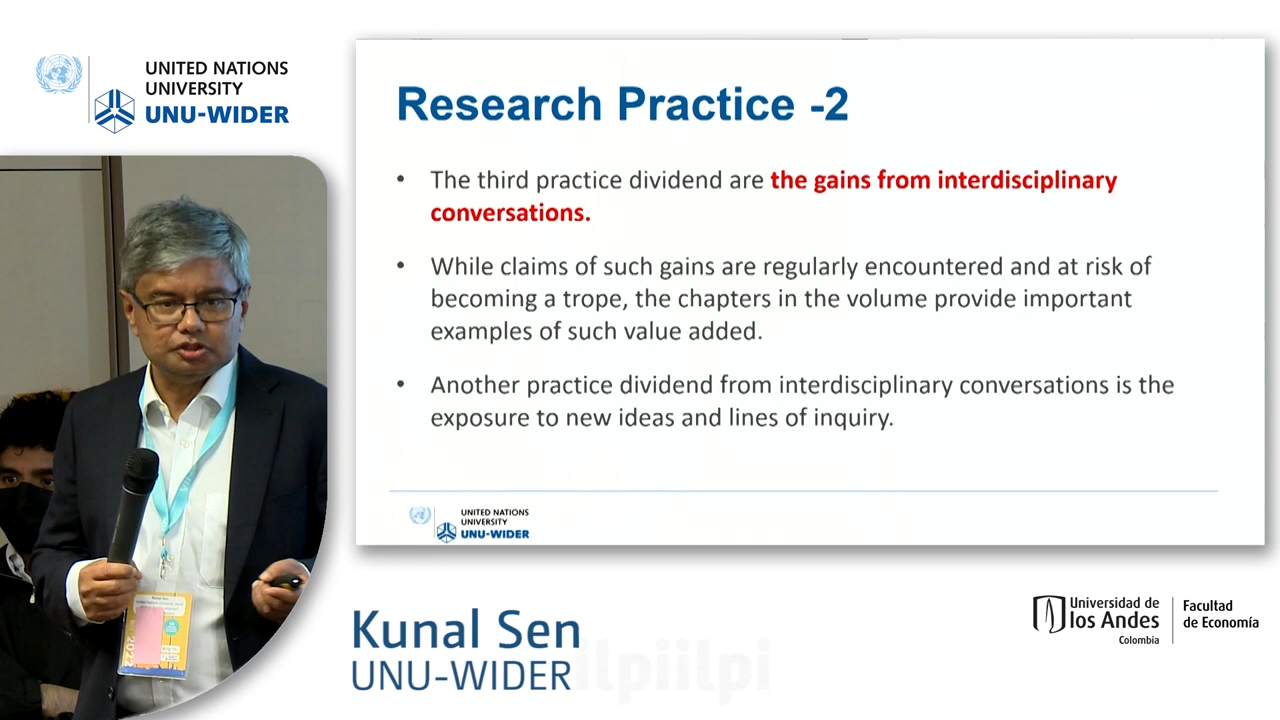 UNITED NATIONS
UNIVERSITY
UNU-WIDER
Research Practice -2
• The third practice dividend are the gains from interdisciplinary
conversations.
• While claims of such gains are regularly encountered and at risk of
becoming a trope, the chapters in the volume provide important
examples of such value added.
• Another practice dividend from interdisciplinary conversations is the
exposure to new ideas and lines of inquiry.
UNITED NATIONS
UNIVERSITY
UNU-WIDER
Kunal Sen
UNU-WIDER
ilpiilpi
Universidad de
los Andes
Colombia
Facultad
de Economía
Kunal Sen
2022